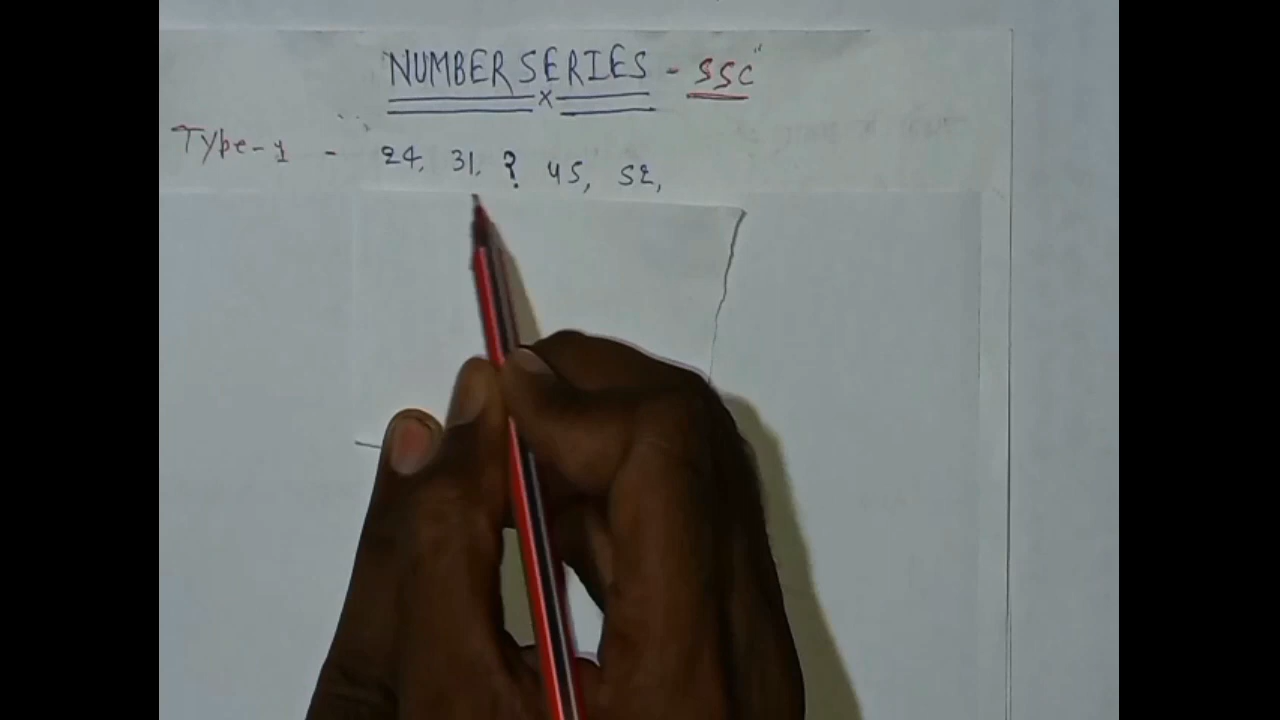 NUMBER SERIES - SSC"
x
Type-1 - 24, 31, ? 45, 52,